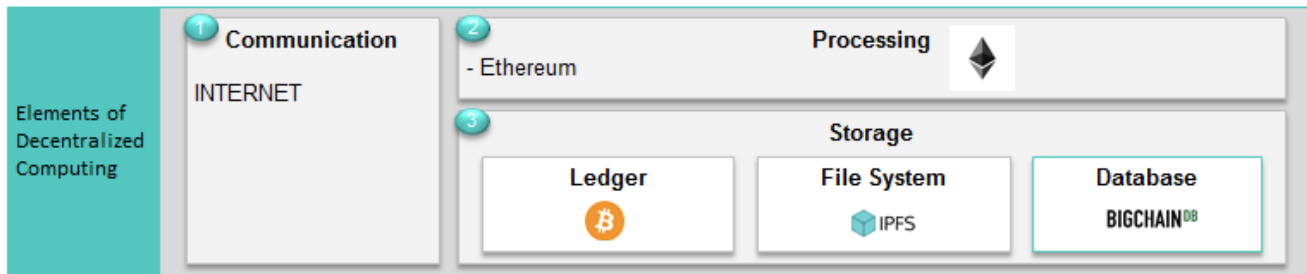 Elements of
Decentralized
Computing
1
Communication
INTERNET
2
Processing
- Ethereum
3
Storage
Ledger
File System
IPFS
Database
BIGCHAINDB